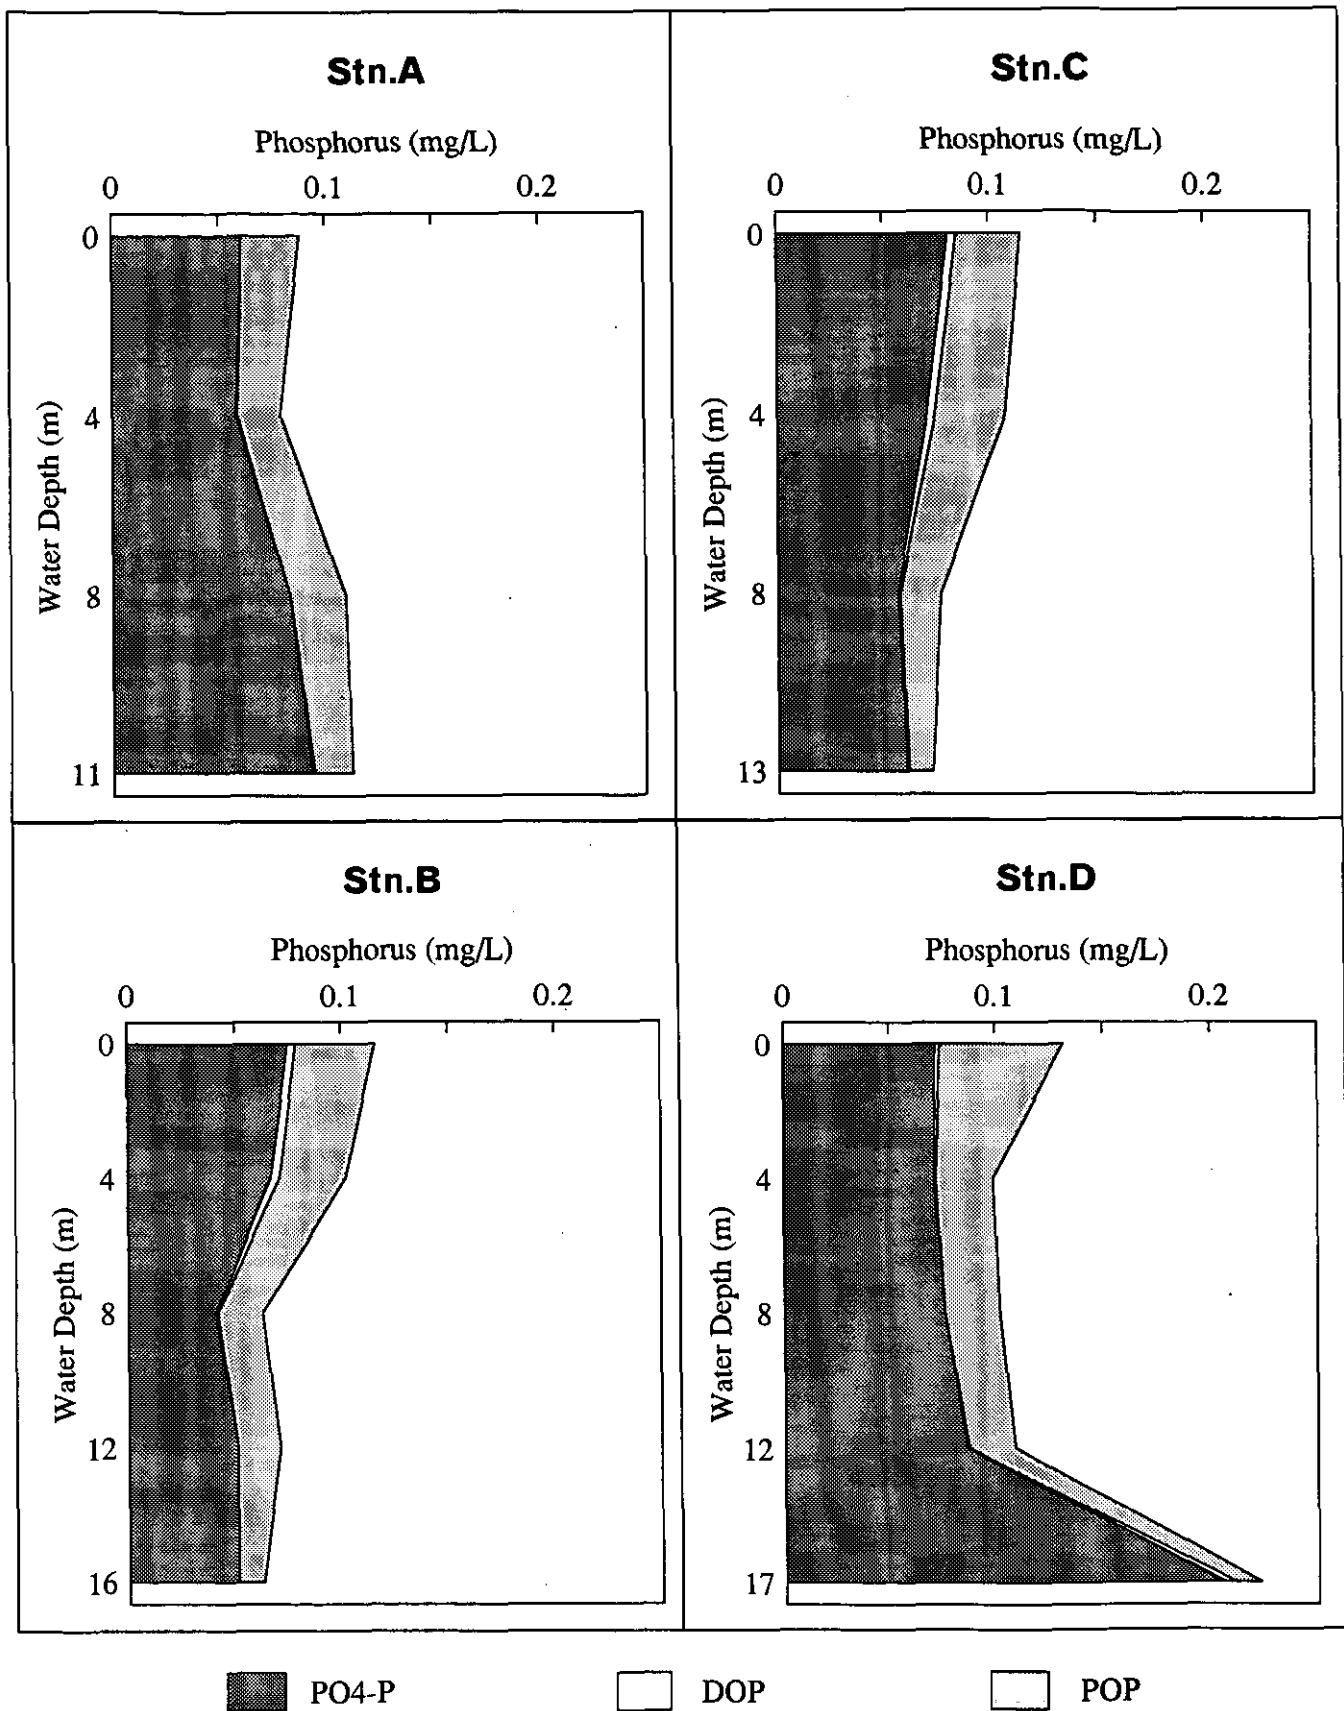 Stn.A
Phosphorus (mg/L)
0 0.1 0.2
0
4
8
11
Water Depth (m)
Stn.C
Phosphorus (mg/L)
0 0.1 0.2
0
4
8
13
Water Depth (m)
Stn.B
Phosphorus (mg/L)
0 0.1 0.2
0
4
8
12
16
Water Depth (m)
Stn.D
Phosphorus (mg/L)
0 0.1 0.2
0
4
8
12
17
Water Depth (m)
PO4-P DOP POP